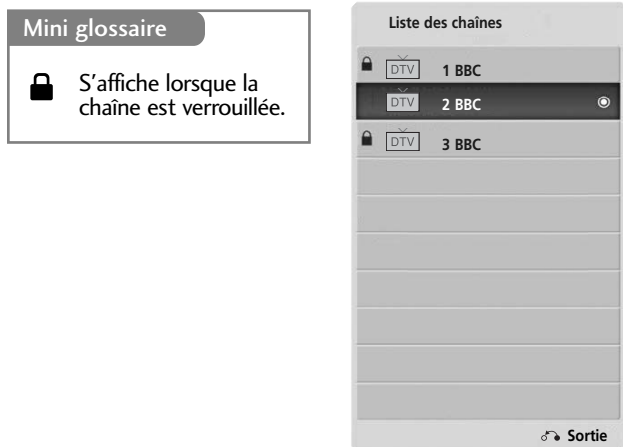 Mini glossaire
S’affiche lorsque la
chaîne est verrouillée.
Liste des chaînes
DTV 1 BBC
DTV 2 BBC
DTV 3 BBC
Sortie